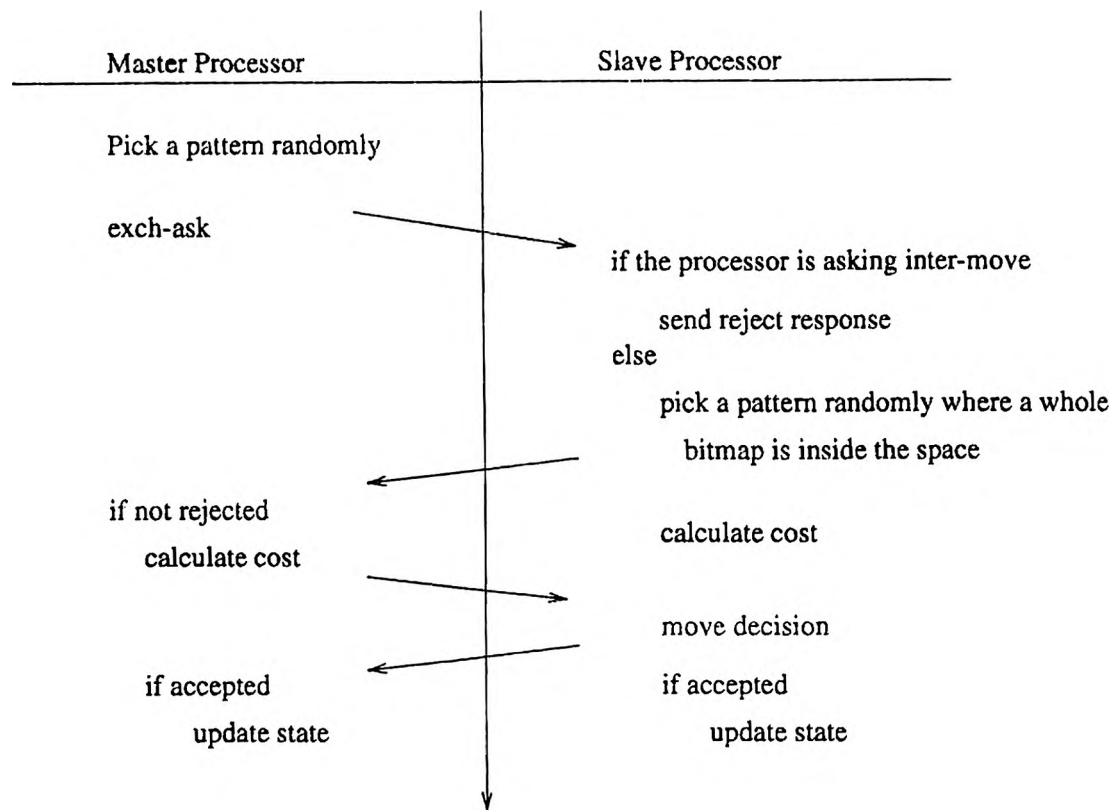 Master Processor
Slave Processor
Pick a pattern randomly
exch-ask
if the processor is asking inter-move
send reject response
else
pick a pattern randomly where a whole
bitmap is inside the space
if not rejected
calculate cost
calculate cost
move decision
if accepted
update state
if accepted
update state